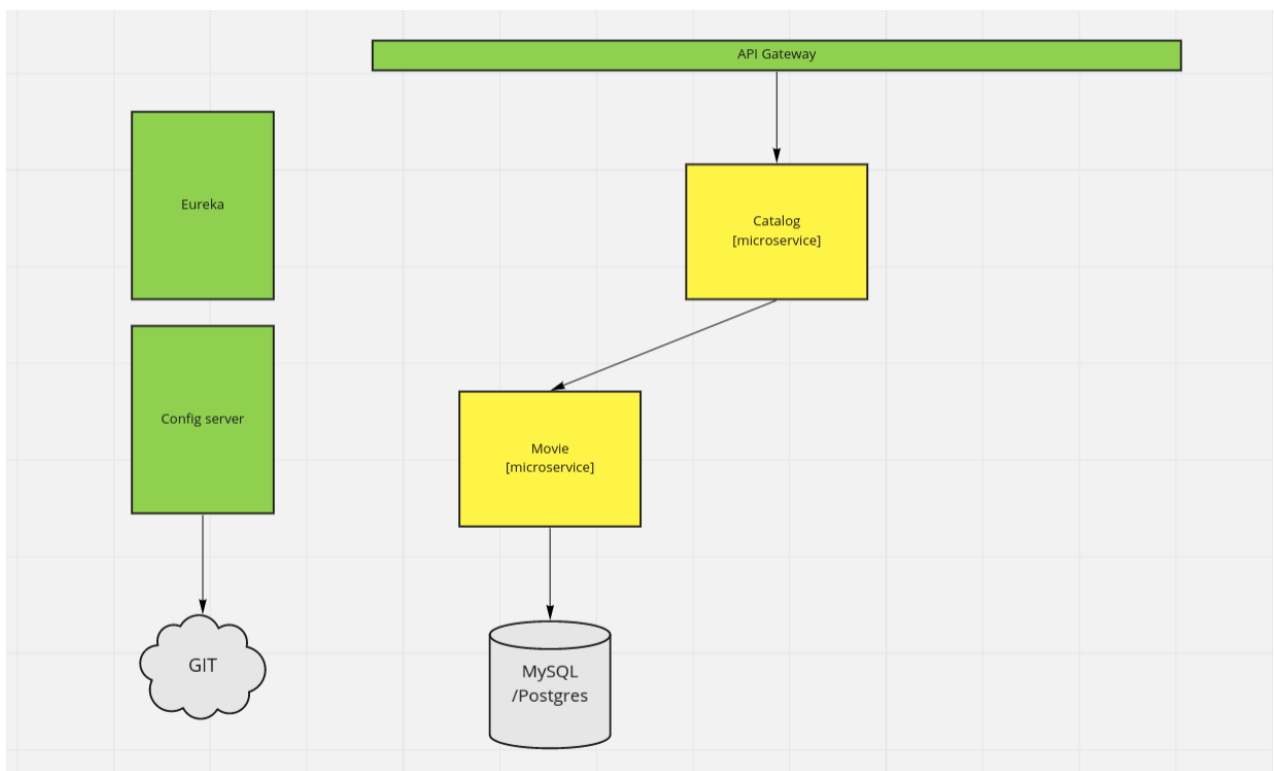 API Gateway
Eureka
Catalog
[microservice]
Config server
Movie
[microservice]
GIT
MySQL
/Postgres